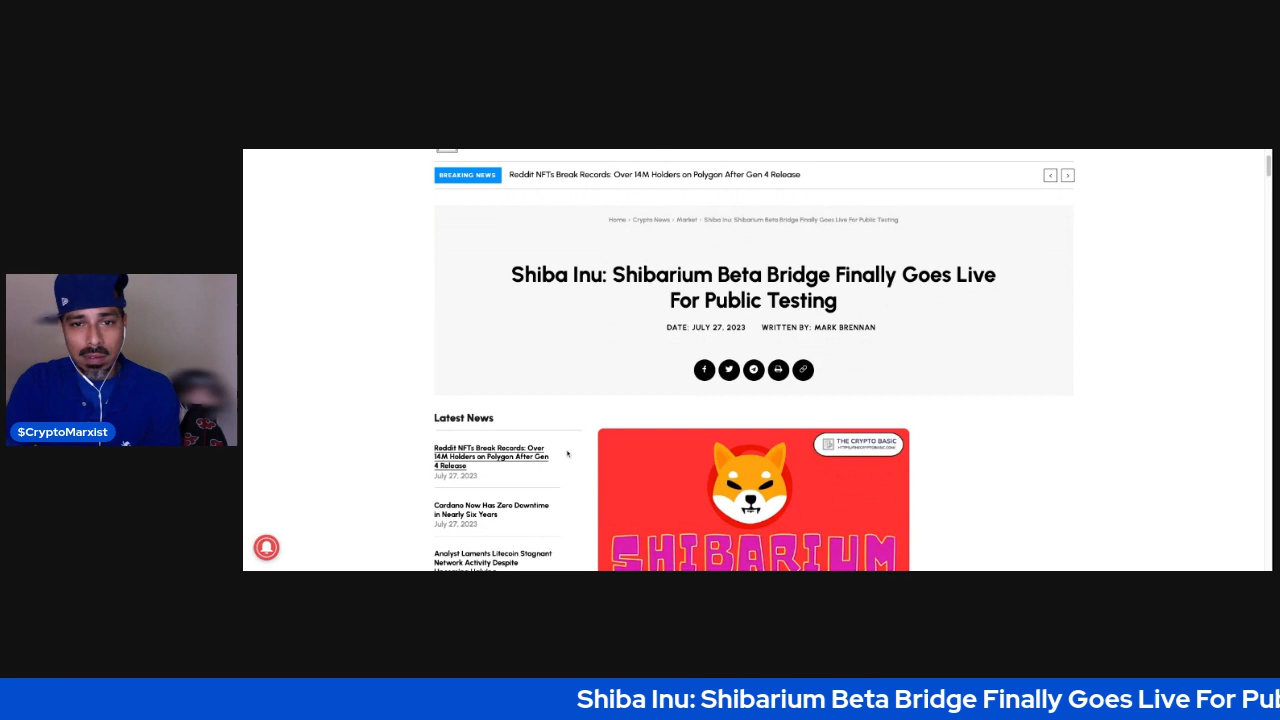 BREAKING NEWS
Reddit NFTs Break Records: Over 14M Holders on Polygon After Gen 4 Release
Home › Crypto News › Market › Shiba Inu: Shibarium Beta Bridge Finally Goes Live For Public Testing
Shiba Inu: Shibarium Beta Bridge Finally Goes Live
For Public Testing
DATE: JULY 27, 2023 WRITTEN BY: MARK BRENNAN
Latest News
Reddit NFTs Break Records: Over
14M Holders on Polygon After Gen
4 Release
July 27, 2023
Cardano Now Has Zero Downtime
in Nearly Six Years
July 27, 2023
Analyst Laments Litecoin Stagnant
Network Activity Despite
THE CRYPTO BASIC
SHIBARIUM
$CryptoMarxist
Shiba Inu: Shibarium Beta Bridge Finally Goes Live For Pub